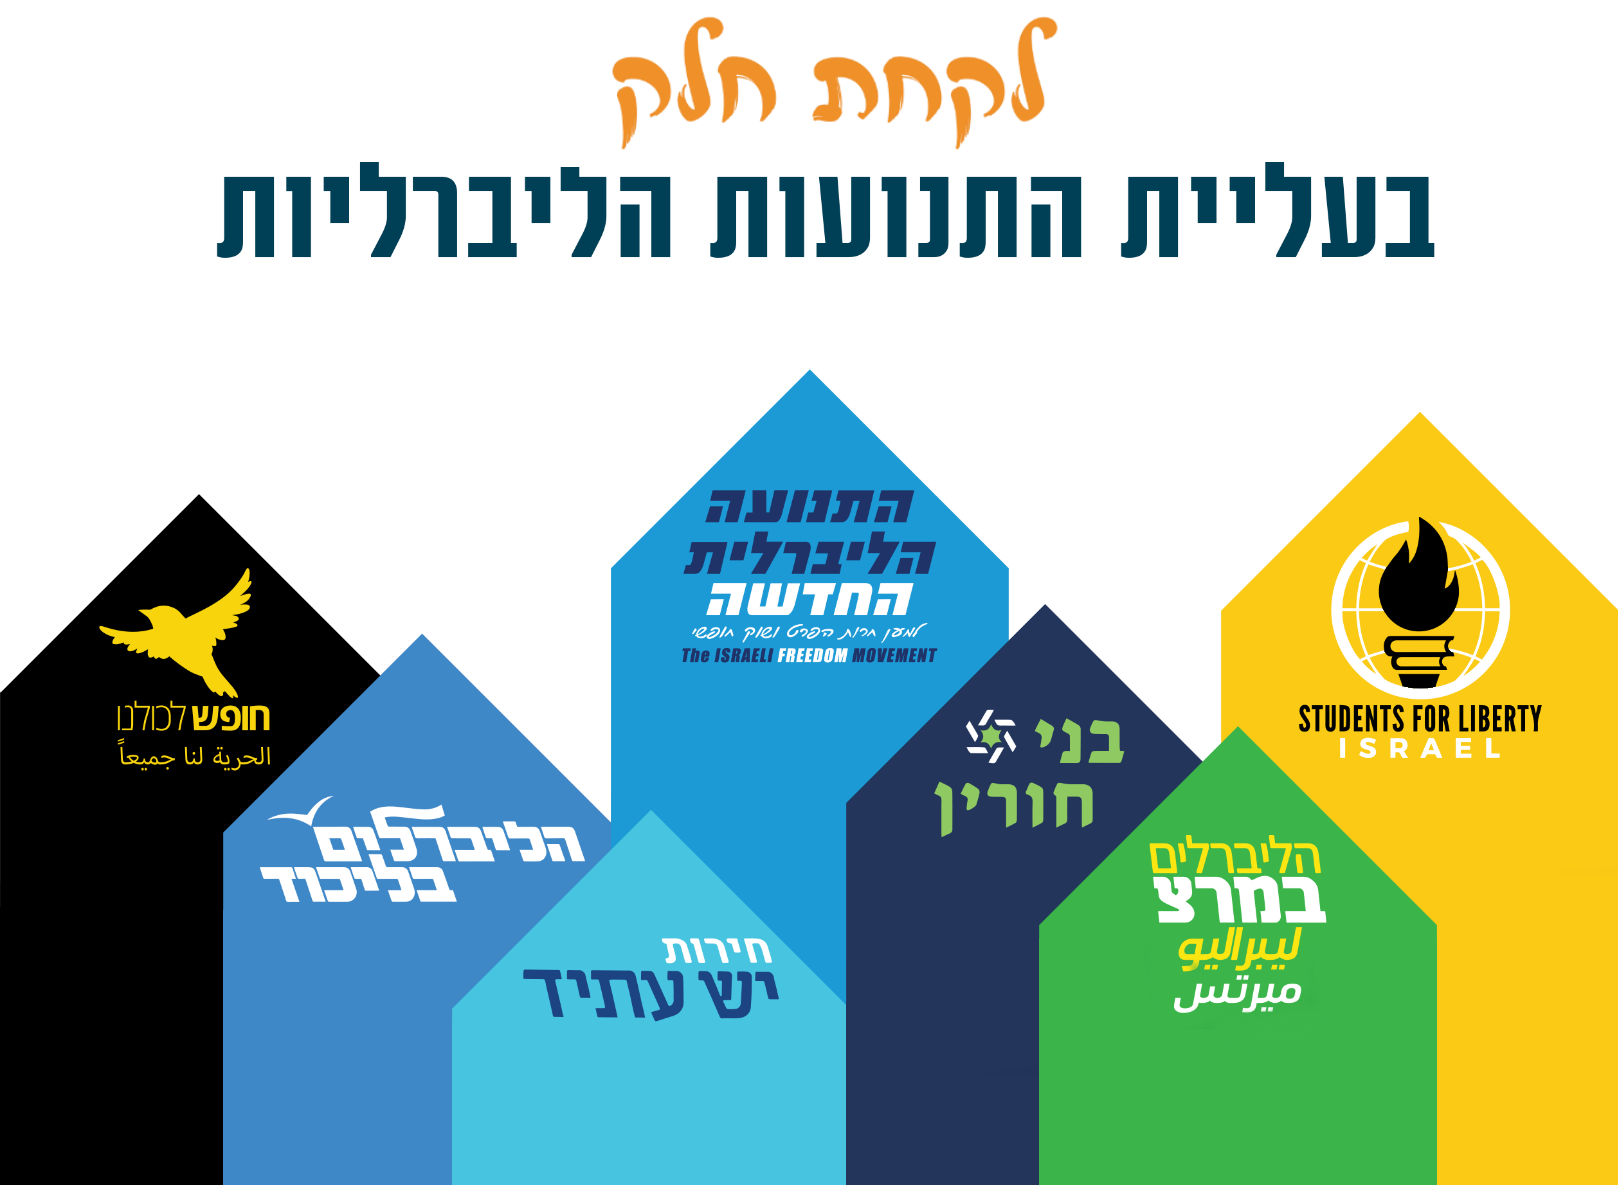 לקחת חלק
בעליית התנועות הליברליות
התנועה
הליברלית
החדשה
למען חרות הפרט ושוק חופשי
The ISRAELI FREEDOM MOVEMENT
STUDENTS FOR LIBERTY
ISRAEL
בני
חורין
חופש לכולנו
الحرية لنا جميعاً
הליברלים
בליכוד
הליברלים
במרצ
ليبراليو
ميرتس
חירות
יש עתיד